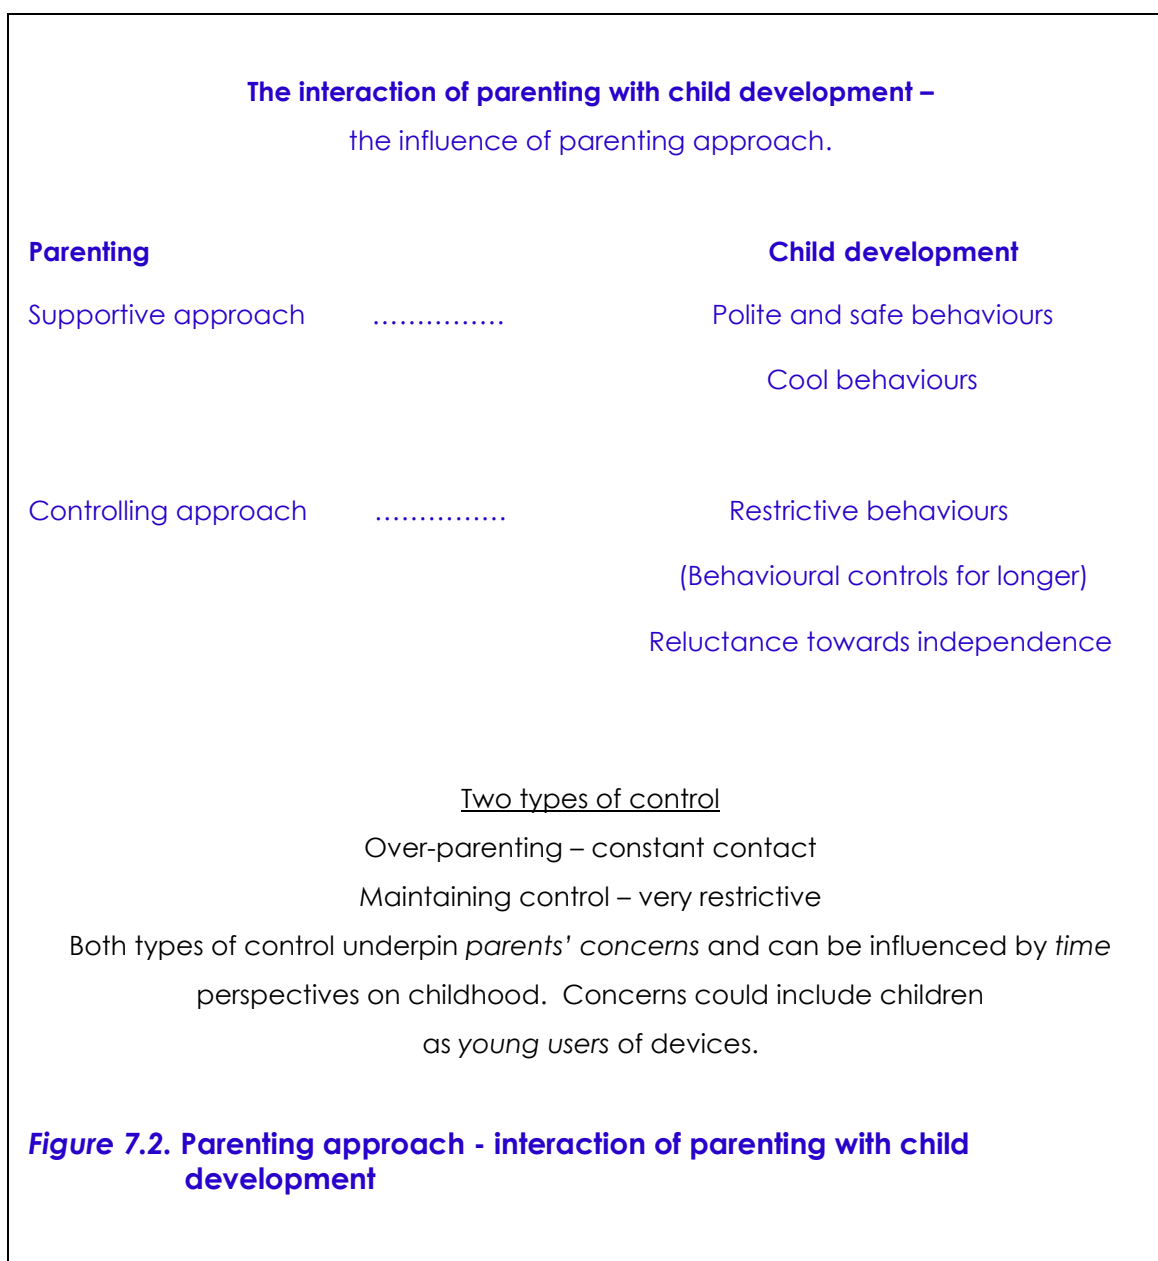 The interaction of parenting with child development –
the influence of parenting approach.
Parenting Child development
Supportive approach …………… Polite and safe behaviours
Cool behaviours
Controlling approach …………… Restrictive behaviours
(Behavioural controls for longer)
Reluctance towards independence
Two types of control
Over-parenting – constant contact
Maintaining control – very restrictive
Both types of control underpin parents’ concerns and can be influenced by time
perspectives on childhood.  Concerns could include children
as young users of devices.
Figure 7.2. Parenting approach - interaction of parenting with child
development